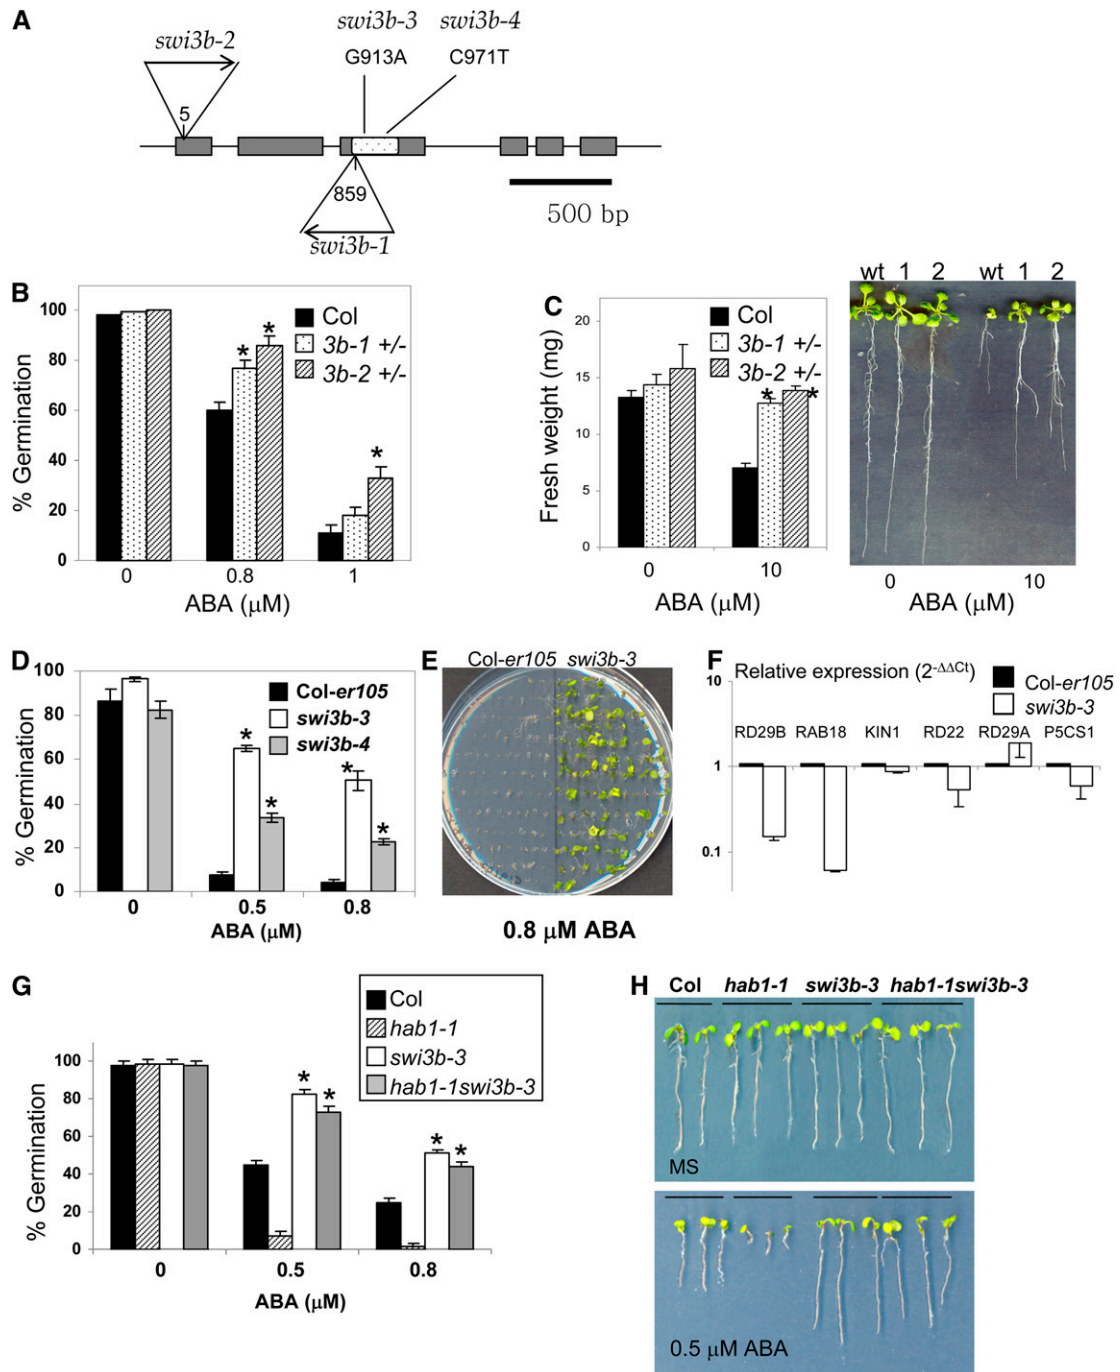 A
swi3b-2
swi3b-3
swi3b-4
G913A
C971T
5
859
swi3b-1
500 bp
B
100
80
60
40
20
0
% Germination
Col
3b-1 +/-
3b-2 +/-
*
*
*
0
0.8
1
ABA (μM)
C
20
15
10
15
0
Fresh weight (mg)
Col
3b-1 +/-
3b-2 +/-
*
*
0
10
ABA (μM)
wt 1 2
wt 1 2
0
10
ABA (μM)
D
100
80
60
40
20
0
% Germination
Col-er105
swi3b-3
swi3b-4
*
*
*
*
0
0.5
0.8
ABA (μM)
E
Col-er105 swi3b-3
0.8 μM ABA
F
Relative expression (2-ΔΔCt)
Col-er105
swi3b-3
10
1
0.1
RD29B RAB18 KIN1 RD22 RD29A P5CS1
G
Col
hab1-1
swi3b-3
hab1-1swi3b-3
100
80
60
40
20
0
% Germination
*
*
*
*
0
0.5
0.8
ABA (μM)
H
Col hab1-1 swi3b-3 hab1-1swi3b-3
MS
0.5 μM ABA